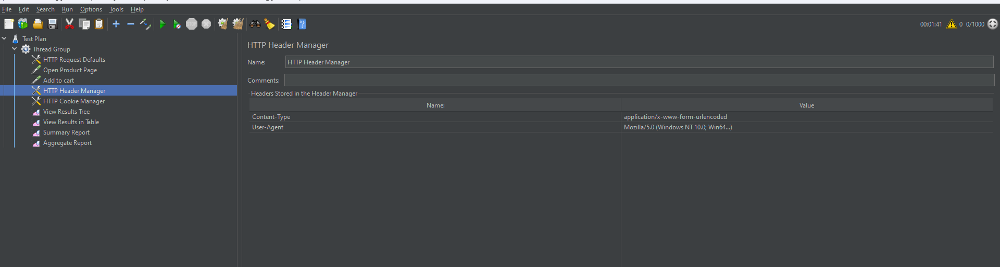 File Edit Search Run Options Tools Help
STOP
00:01:41 0 0/1000
Test Plan
Thread Group
HTTP Request Defaults
Open Product Page
Add to cart
HTTP Header Manager
HTTP Cookie Manager
View Results Tree
View Results in Table
Summary Report
Aggregate Report
HTTP Header Manager
Name: HTTP Header Manager
Comments:
Headers Stored in the Header Manager
Name: Value
Content-Type application/x-www-form-urlencoded
User-Agent Mozilla/5.0 (Windows NT 10.0; Win64...)